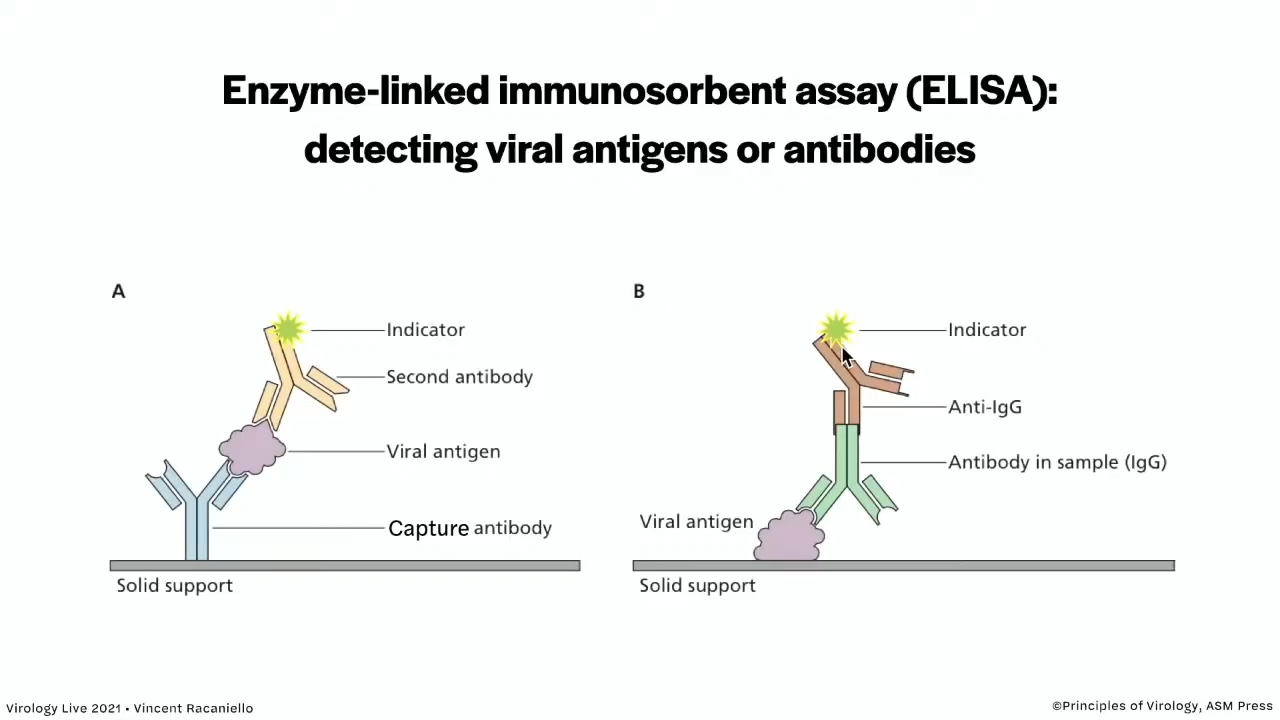 Enzyme-linked immunosorbent assay (ELISA):
detecting viral antigens or antibodies
A
Indicator
Second antibody
Viral antigen
Capture antibody
Solid support
B
Indicator
Anti-IgG
Antibody in sample (IgG)
Viral antigen
Solid support
Virology Live 2021 • Vincent Racaniello
©Principles of Virology, ASM Press